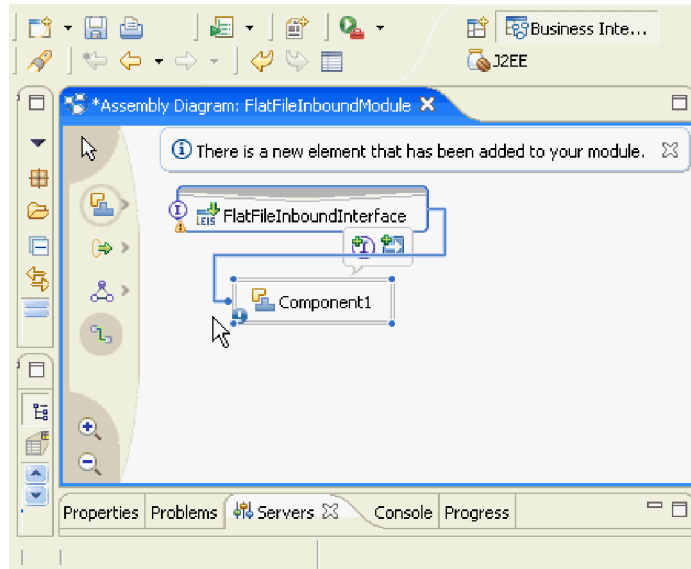 Business Inte...
J2EE
*Assembly Diagram: FlatFileInboundModule
There is a new element that has been added to your module.
EIS FlatFileInboundInterface
Component1
Properties Problems Servers Console Progress